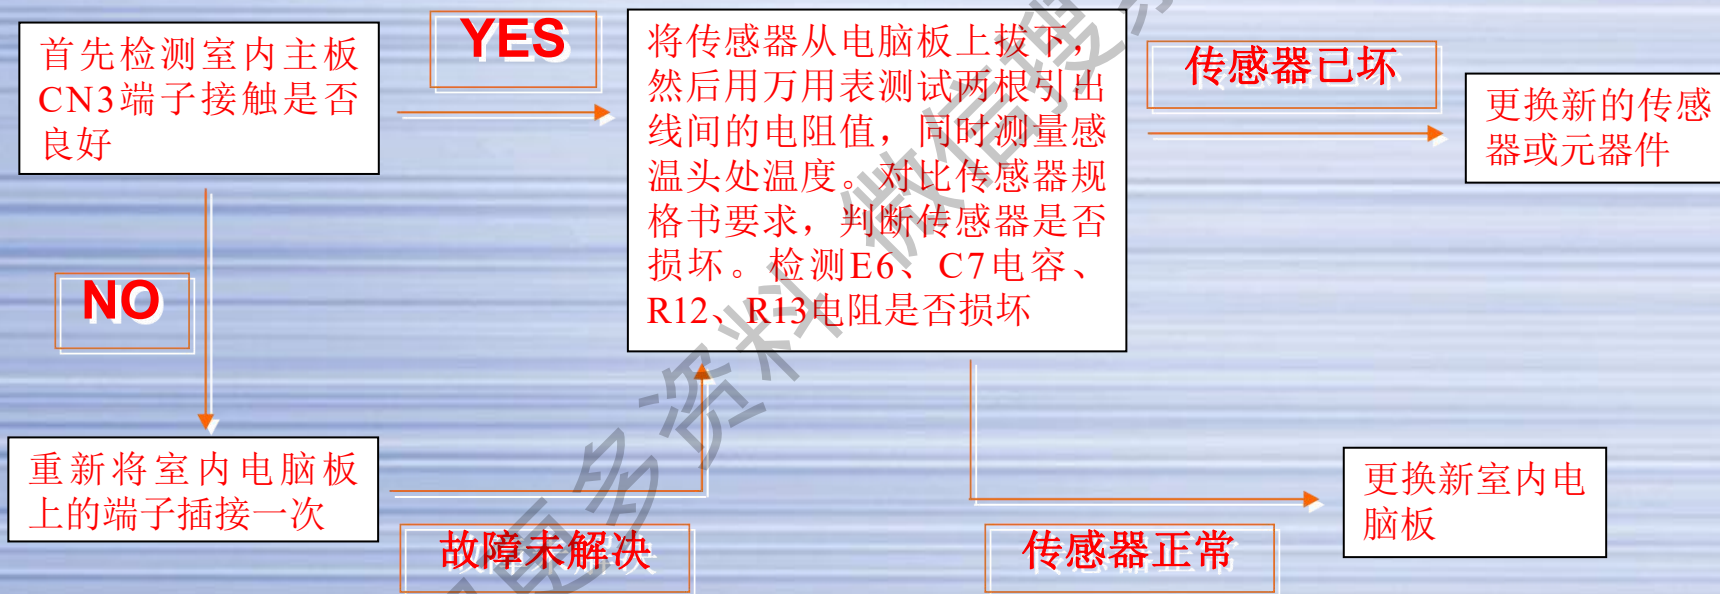 首先检测室内主板
CN3端子接触是否
良好
YES
将传感器从电脑板上拔下，
然后用万用表测试两根引出
线间的电阻值，同时测量感
温头处温度。对比传感器规
格书要求，判断传感器是否
损坏。检测E6、C7电容、
R12、R13电阻是否损坏
传感器已坏
更换新的传感
器或元器件
NO
重新将室内电脑板
上的端子插接一次
故障未解决
传感器正常
更换新室内电
脑板
更多资料 微信搜